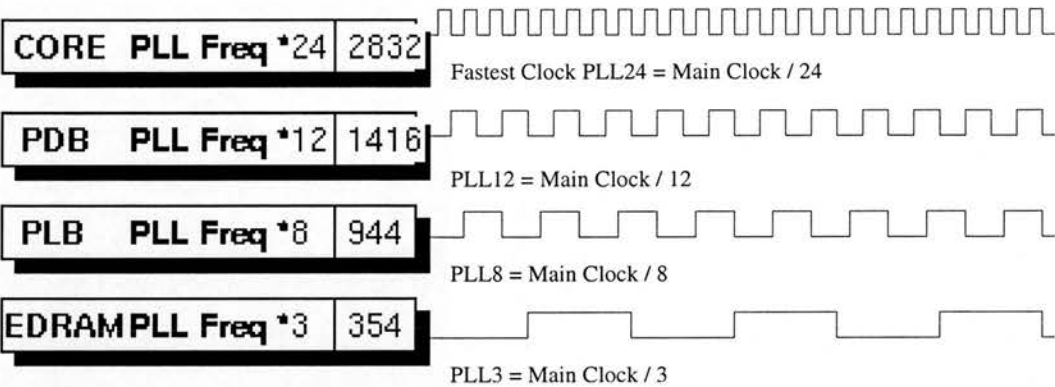 CORE PLL Freq *24 2832
Fastest Clock PLL24 = Main Clock / 24
PDB PLL Freq *12 1416
PLL12 = Main Clock / 12
PLB PLL Freq *8 944
PLL8 = Main Clock / 8
EDRAM PLL Freq *3 354
PLL3 = Main Clock / 3